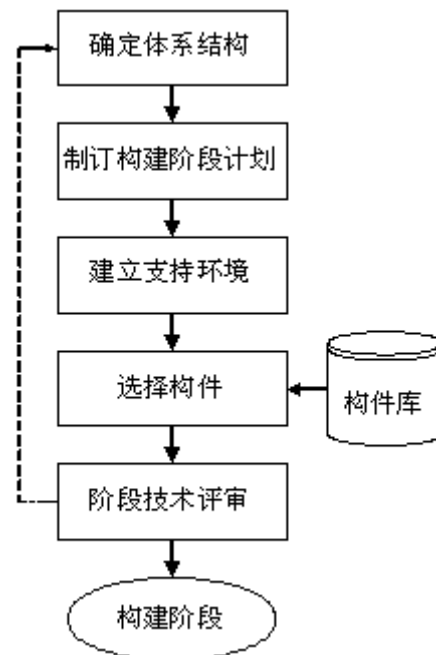 确定体系结构
制订构建阶段计划
建立支持环境
选择构件
构件库
阶段技术评审
构建阶段